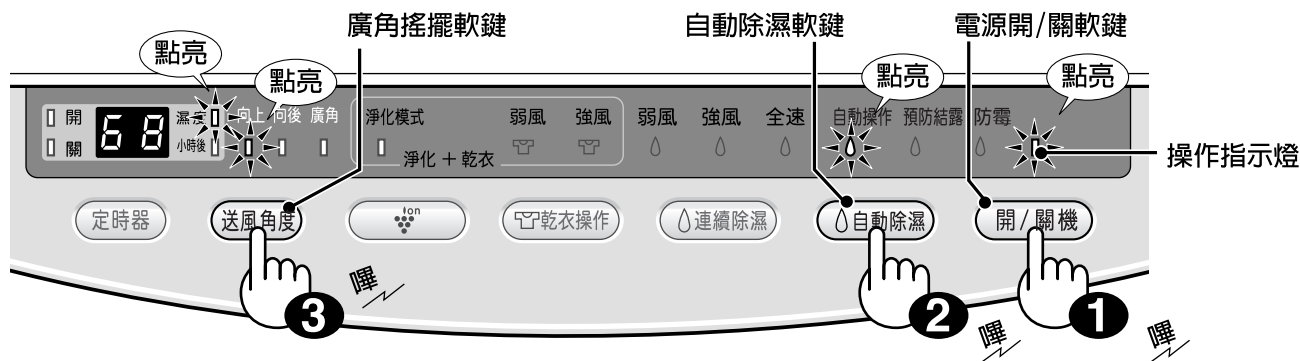 廣角搖擺軟鍵 自動除濕軟鍵 電源開/關軟鍵
點亮 點亮 點亮 點亮
開 68 濕度 向上 向後 廣角 淨化模式 弱風 強風 弱風 強風 全速 自動操作 預防結露 防霉
關 小時後 淨化 + 乾衣
操作指示燈
定時器 送風角度 ion 乾衣操作 連續除濕 自動除濕 開/關機
嗶
3 2 1
嗶 嗶